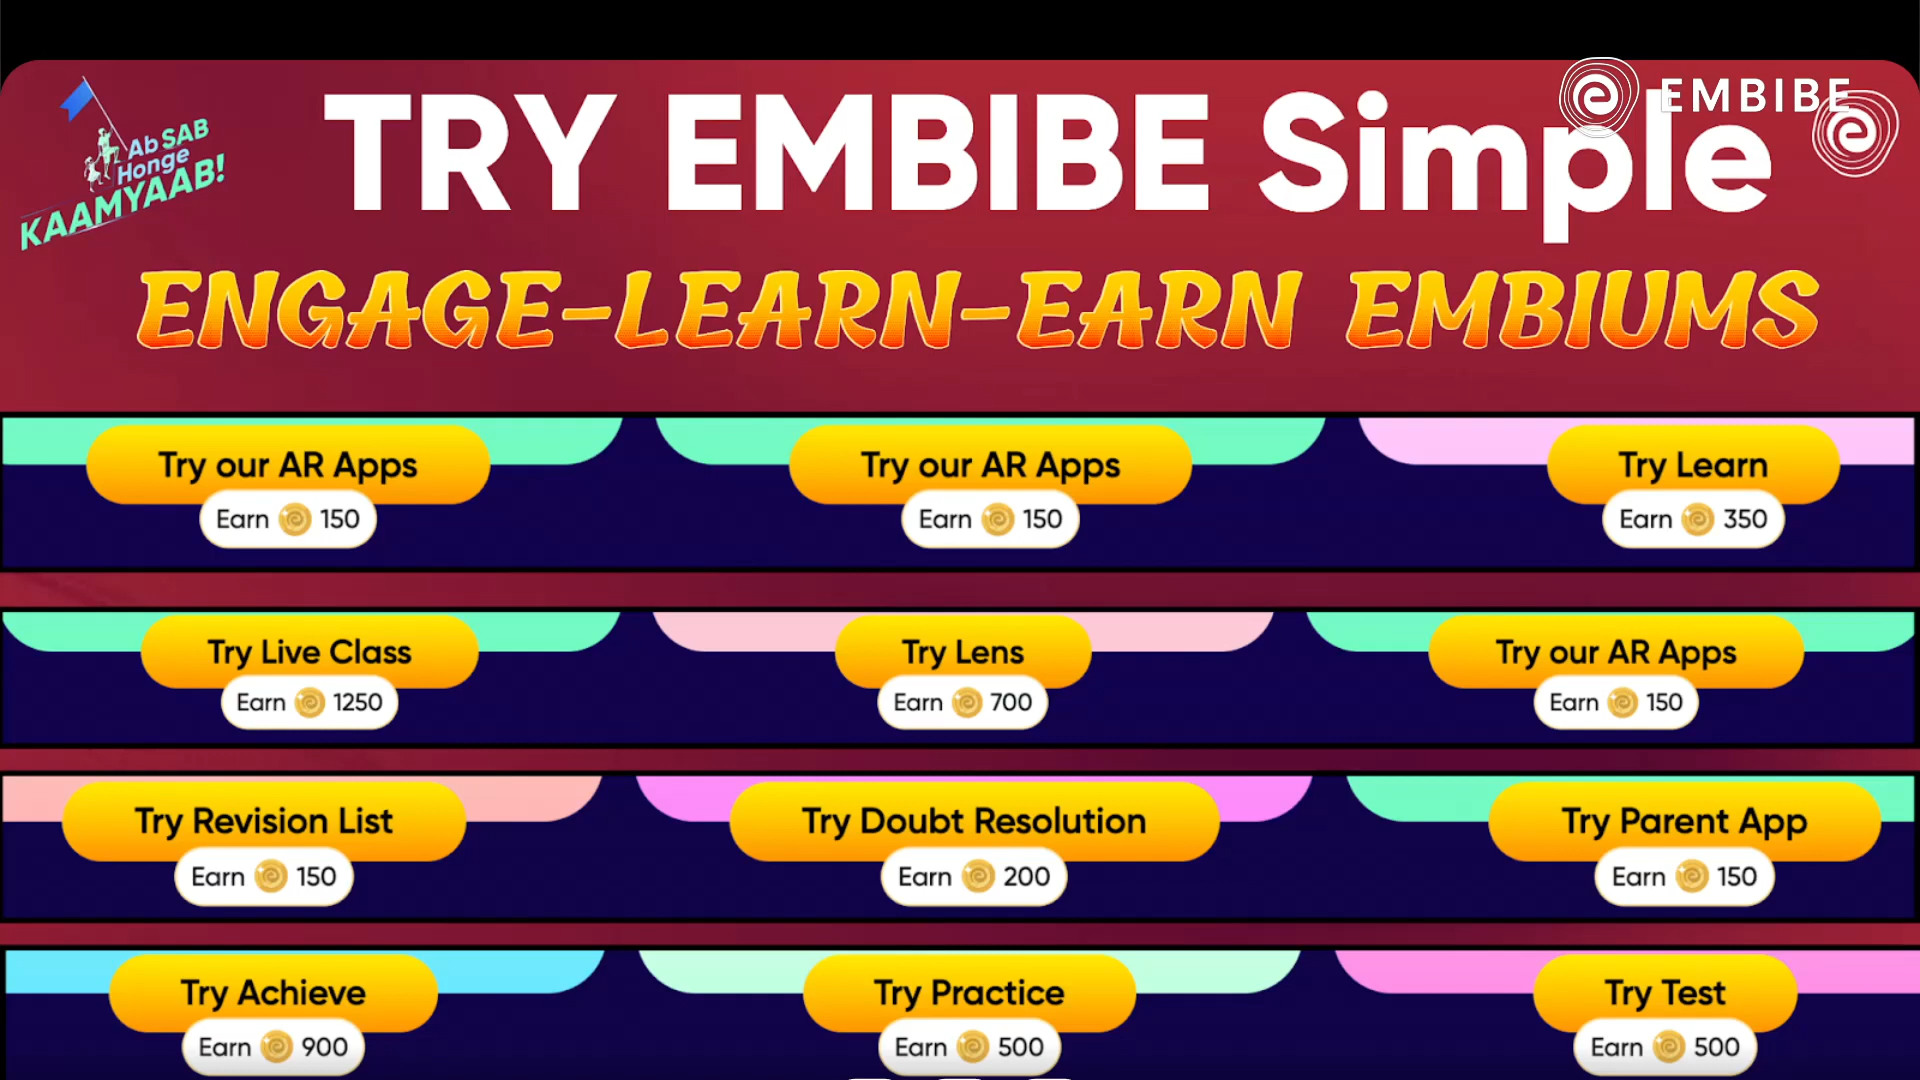 Ab SAB
Honge
KAAMYAAB!
TRY EMBIBE Simple
EMBIBE
ENGAGE-LEARN-EARN EMBIUMS
Try our AR Apps
Earn 150
Try our AR Apps
Earn 150
Try Learn
Earn 350
Try Live Class
Earn 1250
Try Lens
Earn 700
Try our AR Apps
Earn 150
Try Revision List
Earn 150
Try Doubt Resolution
Earn 200
Try Parent App
Earn 150
Try Achieve
Earn 900
Try Practice
Earn 500
Try Test
Earn 500